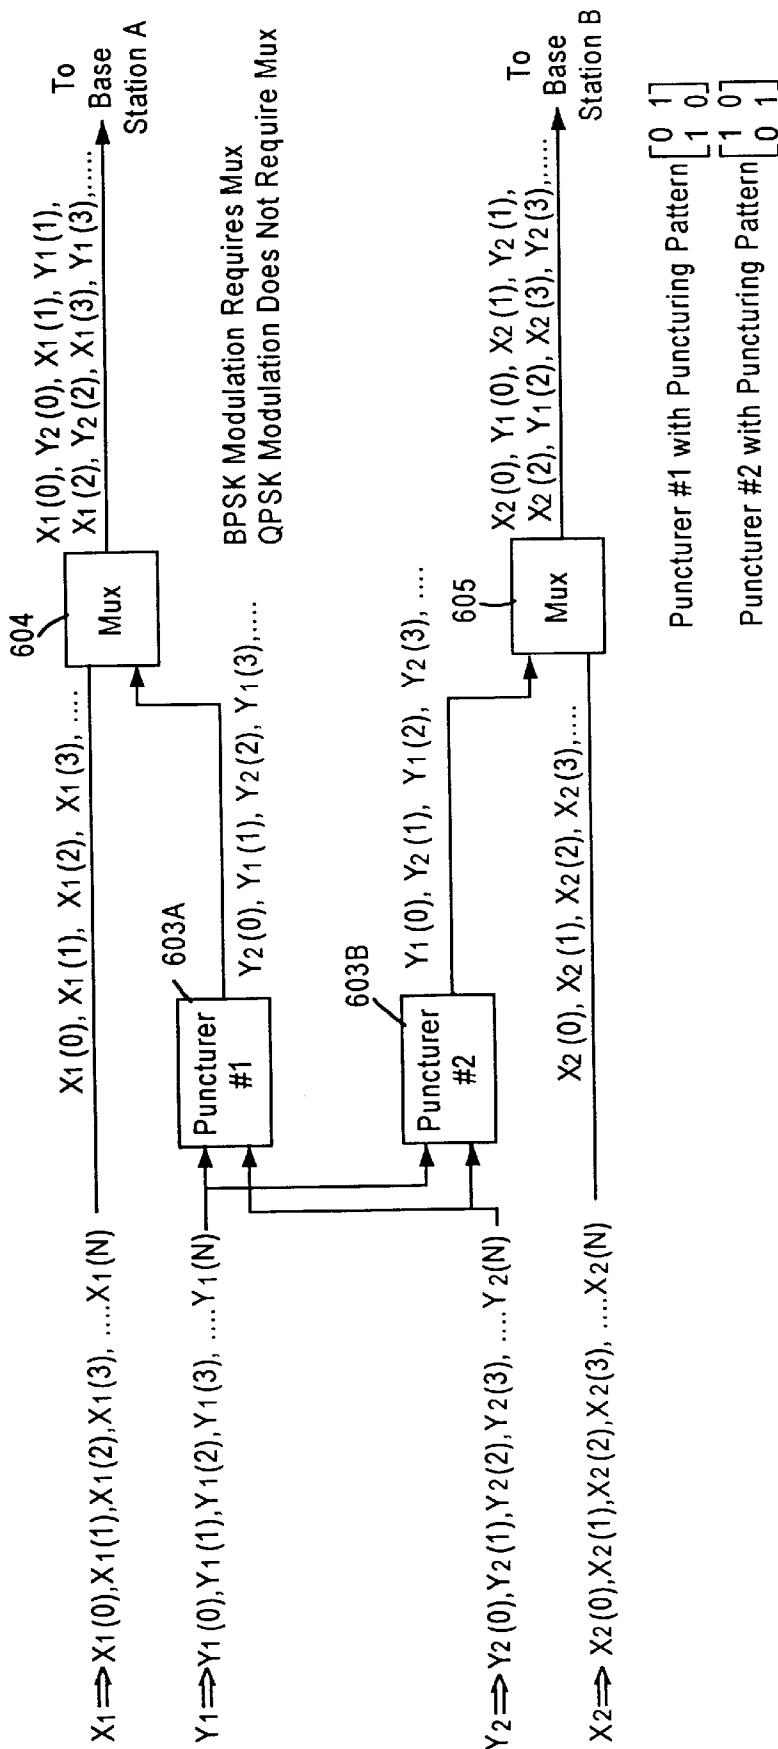 X1⇒X1(0),X1(1),X1(2),X1(3), ....X1(N)
X1(0), X1(1), X1(2), X1(3), ....
604
Mux
X1(0), Y2(0), X1(1), Y1(1),
X1(2), Y2(2), X1(3), Y1(3),......
To
Base
Station A
Y1⇒Y1(0),Y1(1),Y1(2),Y1(3), ....Y1(N)
603A
Puncturer
#1
Y2(0), Y1(1), Y2(2), Y1(3),....
BPSK Modulation Requires Mux
QPSK Modulation Does Not Require Mux
603B
Puncturer
#2
Y1(0), Y2(1), Y1(2), Y2(3), ....
Y2⇒Y2(0),Y2(1),Y2(2),Y2(3), ....Y2(N)
605
Mux
X2(0), Y1(0), X2(1), Y2(1),
X2(2), Y1(2), X2(3), Y2(3),.....
To
Base
Station B
X2⇒X2(0),X2(1),X2(2),X2(3), ....X2(N)
X2(0), X2(1), X2(2), X2(3),....
Puncturer #1 with Puncturing Pattern [0 1
1 0]
Puncturer #2 with Puncturing Pattern [1 0
0 1]